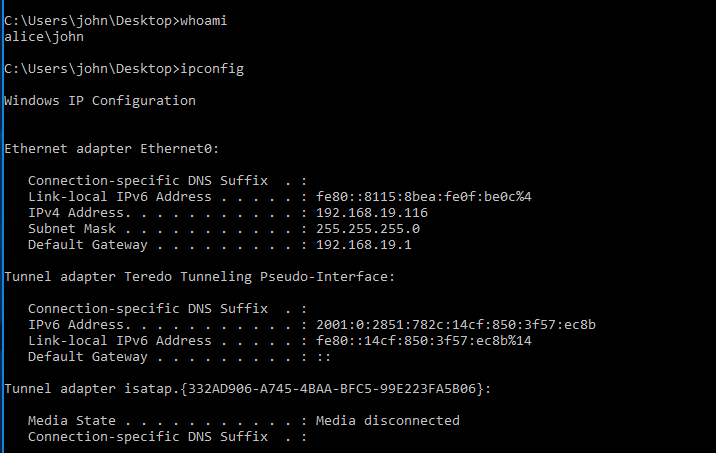 C:\Users\john\Desktop>whoami
alice\john
C:\Users\john\Desktop>ipconfig
Windows IP Configuration
Ethernet adapter Ethernet0:
   Connection-specific DNS Suffix  . :
   Link-local IPv6 Address . . . . . : fe80::8115:8bea:fe0f:be0c%4
   IPv4 Address. . . . . . . . . . . : 192.168.19.116
   Subnet Mask . . . . . . . . . . . : 255.255.255.0
   Default Gateway . . . . . . . . . : 192.168.19.1
Tunnel adapter Teredo Tunneling Pseudo-Interface:
   Connection-specific DNS Suffix  . :
   IPv6 Address. . . . . . . . . . . : 2001:0:2851:782c:14cf:850:3f57:ec8b
   Link-local IPv6 Address . . . . . : fe80::14cf:850:3f57:ec8b%14
   Default Gateway . . . . . . . . . : ::
Tunnel adapter isatap.{332AD906-A745-4BAA-BFC5-99E223FA5B06}:
   Media State . . . . . . . . . . . : Media disconnected
   Connection-specific DNS Suffix  . :